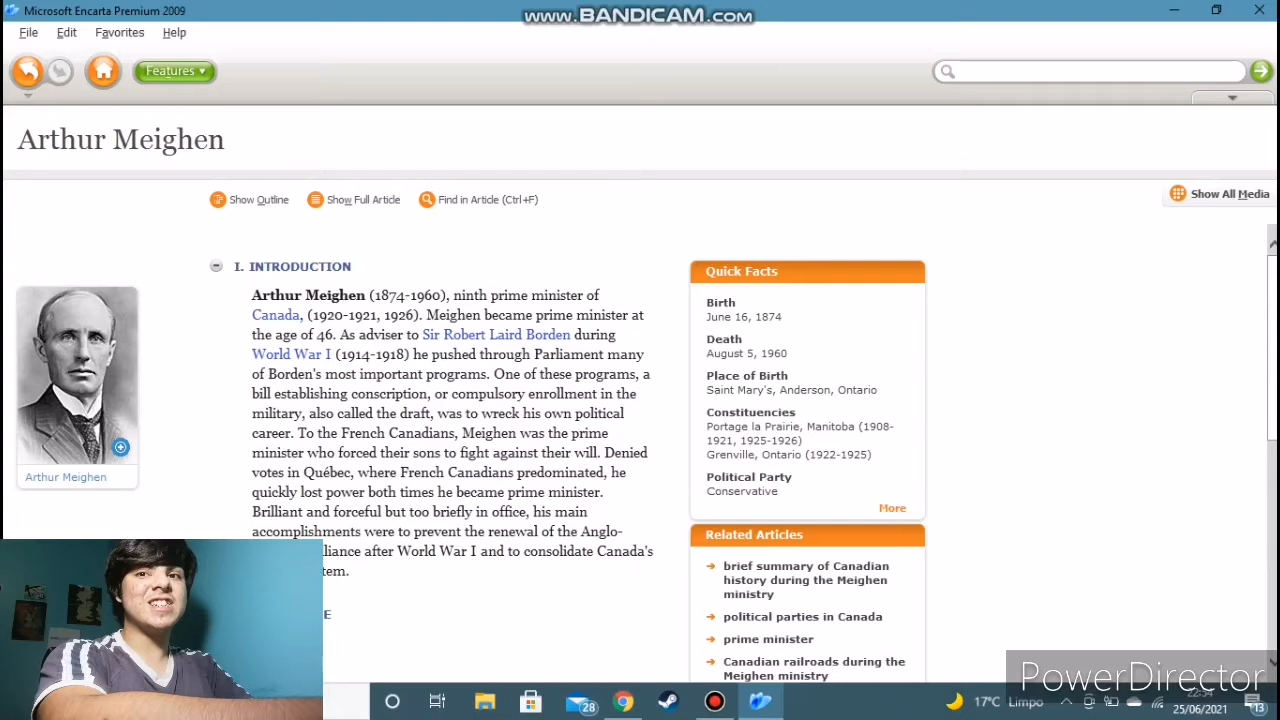 Microsoft Encarta Premium 2009
www.BANDICAM.com
File Edit Favorites Help
Features
Arthur Meighen
Show Outline Show Full Article Find in Article (Ctrl+F)
Show All Media
I. INTRODUCTION
Arthur Meighen (1874-1960), ninth prime minister of
Canada, (1920-1921, 1926). Meighen became prime minister at
the age of 46. As adviser to Sir Robert Laird Borden during
World War I (1914-1918) he pushed through Parliament many
of Borden's most important programs. One of these programs, a
bill establishing conscription, or compulsory enrollment in the
military, also called the draft, was to wreck his own political
career. To the French Canadians, Meighen was the prime
minister who forced their sons to fight against their will. Denied
votes in Québec, where French Canadians predominated, he
quickly lost power both times he became prime minister.
Brilliant and forceful but too briefly in office, his main
accomplishments were to prevent the renewal of the Anglo-
liance after World War I and to consolidate Canada's
tem.
E
Arthur Meighen
Quick Facts
Birth
June 16, 1874
Death
August 5, 1960
Place of Birth
Saint Mary's, Anderson, Ontario
Constituencies
Portage la Prairie, Manitoba (1908-
1921, 1925-1926)
Grenville, Ontario (1922-1925)
Political Party
Conservative
More
Related Articles
brief summary of Canadian
history during the Meighen
ministry
political parties in Canada
prime minister
Canadian railroads during the
Meighen ministry
PowerDirector
28
17°C Limpo
25/06/2021
13